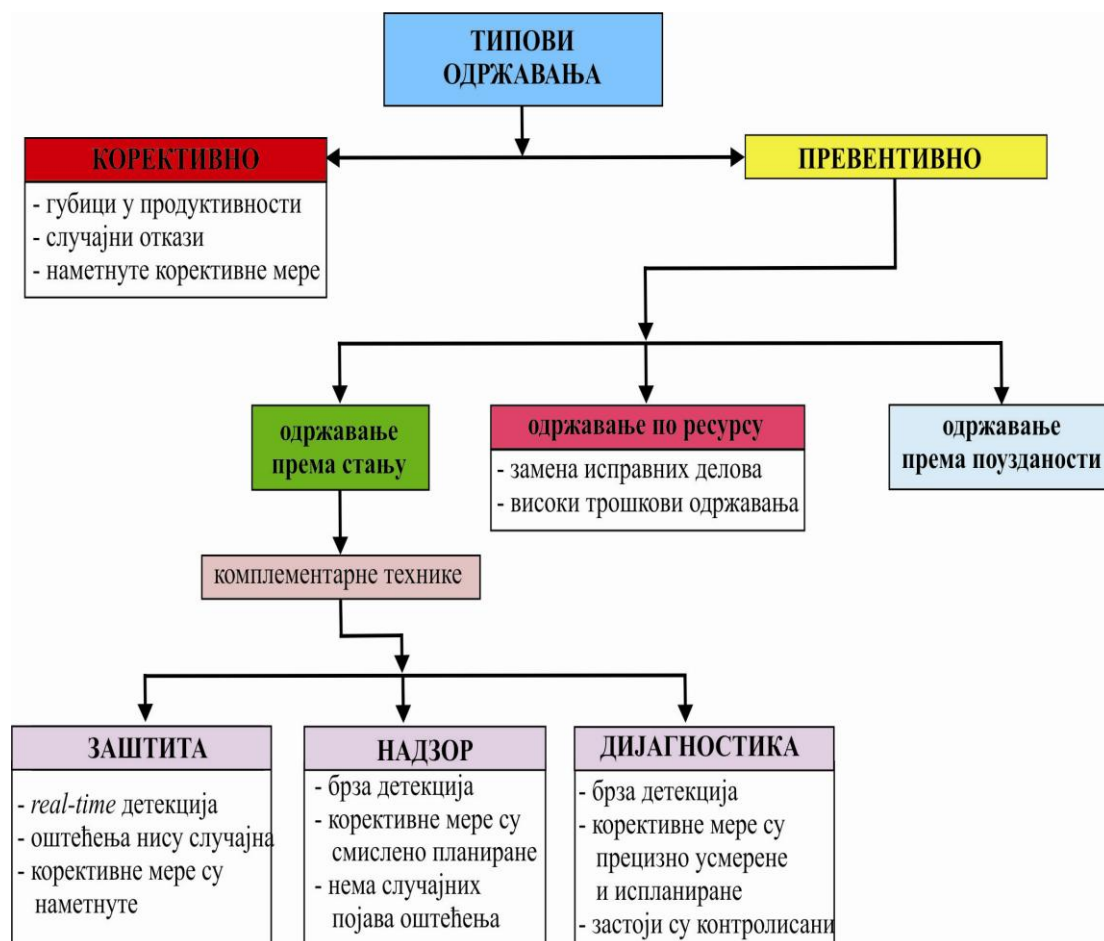 ТИПОВИ
ОДРЖАВАЊА
КОРЕКТИВНО
- губици у продуктивности
- случајни откази
- наметнуте корективне мере
ПРЕВЕНТИВНО
одржавање
према стању
одржавање по ресурсу
- замена исправних делова
- високи трошкови одржавања
одржавање
према поузданости
комплементарне технике
ЗАШТИТА
- real-time детекција
- оштећења нису случајна
- корективне мере су
наметнуте
НАДЗОР
- брза детекција
- корективне мере су
смислено планиране
- нема случајних
појава оштећења
ДИЈАГНОСТИКА
- брза детекција
- корективне мере су
прецизно усмерене
и испланиране
- застоји су контролисани